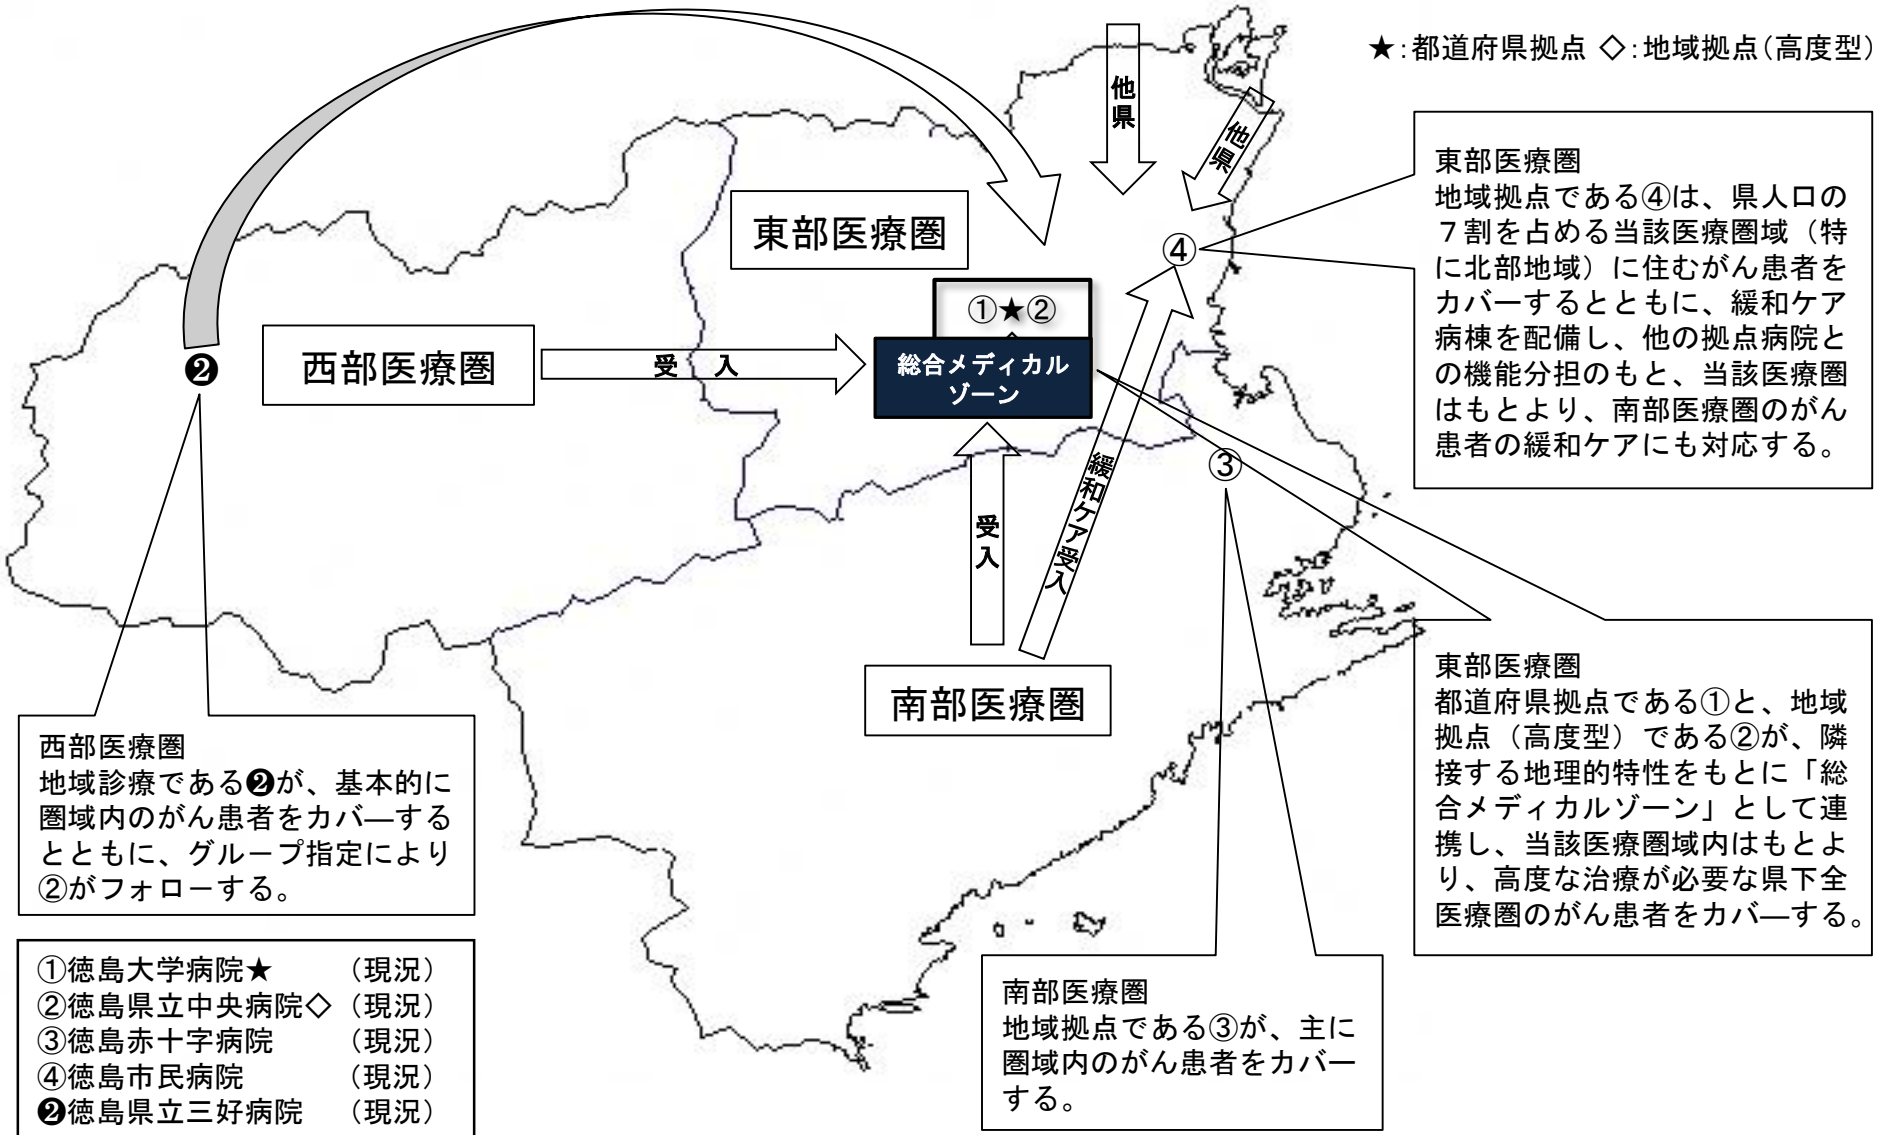 ★:都道府県拠点 ◇:地域拠点(高度型)
他県
他県
東部医療圏
地域拠点である④は、県人口の
７割を占める当該医療圏域（特
に北部地域）に住むがん患者を
カバーするとともに、緩和ケア
病棟を配備し、他の拠点病院と
の機能分担のもと、当該医療圏
はもとより、南部医療圏のがん
患者の緩和ケアにも対応する。
東部医療圏
④
①★②
総合メディカル
ゾーン
❷
西部医療圏
受 入
③
緩和ケア受入
受入
南部医療圏
東部医療圏
都道府県拠点である①と、地域
拠点（高度型）である②が、隣
接する地理的特性をもとに「総
合メディカルゾーン」として連
携し、当該医療圏域内はもとよ
り、高度な治療が必要な県下全
医療圏のがん患者をカバ―する。
西部医療圏
地域診療である❷が、基本的に
圏域内のがん患者をカバ―する
とともに、グループ指定により
②がフォローする。
①徳島大学病院★ （現況）
②徳島県立中央病院◇（現況）
③徳島赤十字病院 （現況）
④徳島市民病院 （現況）
❷徳島県立三好病院 （現況）
南部医療圏
地域拠点である③が、主に
圏域内のがん患者をカバー
する。